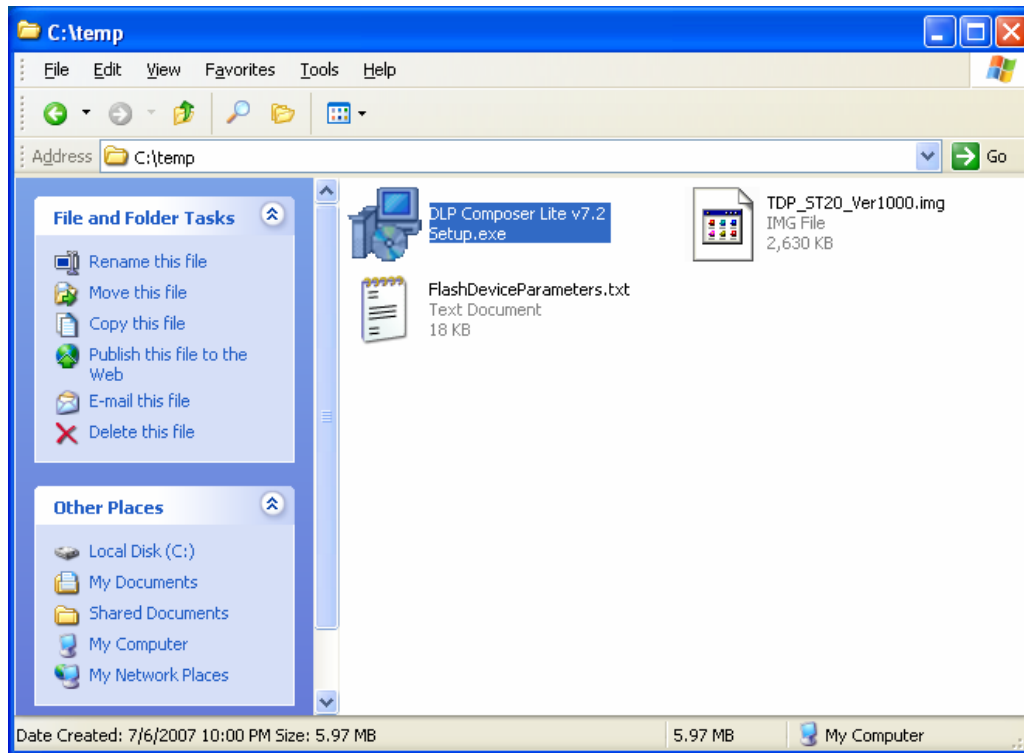 C:\temp
File Edit View Favorites Tools Help
Address C:\temp Go
File and Folder Tasks
Rename this file
Move this file
Copy this file
Publish this file to the
Web
E-mail this file
Delete this file
Other Places
Local Disk (C:)
My Documents
Shared Documents
My Computer
My Network Places
DLP Composer Lite v7.2
Setup.exe
TDP_ST20_Ver1000.img
IMG File
2,630 KB
FlashDeviceParameters.txt
Text Document
18 KB
Date Created: 7/6/2007 10:00 PM Size: 5.97 MB 5.97 MB My Computer